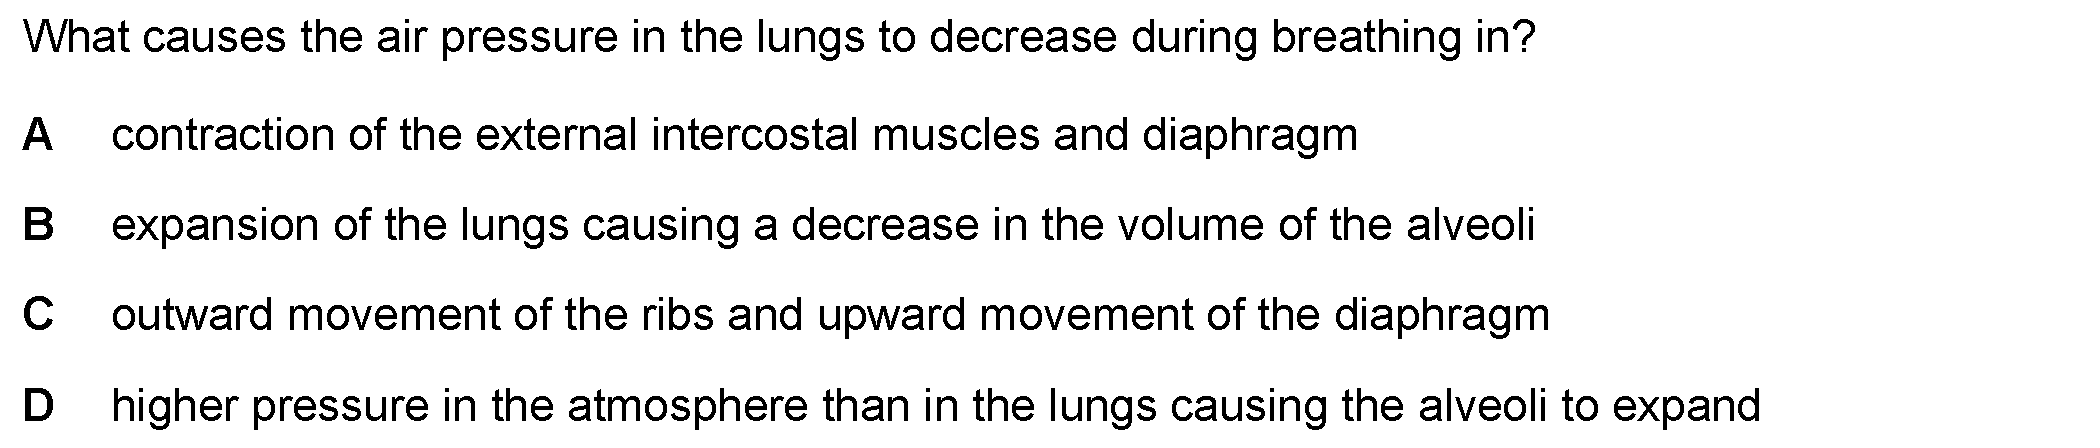 What causes the air pressure in the lungs to decrease during breathing in?
A contraction of the external intercostal muscles and diaphragm
B expansion of the lungs causing a decrease in the volume of the alveoli
C outward movement of the ribs and upward movement of the diaphragm
D higher pressure in the atmosphere than in the lungs causing the alveoli to expand